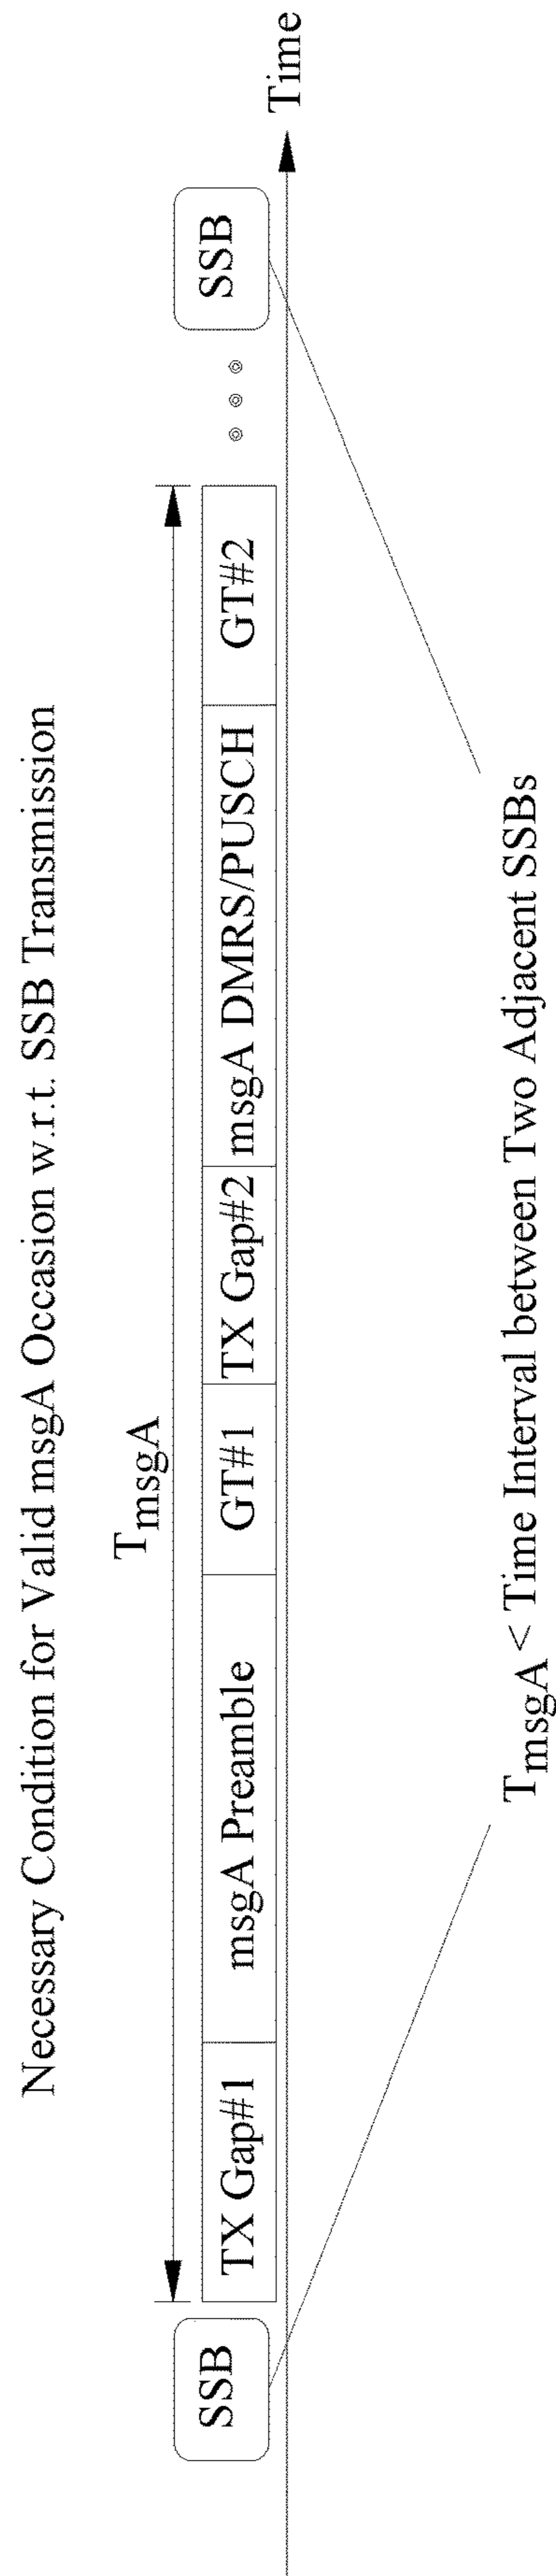 Necessary Condition for Valid msgA Occasion w.r.t. SSB Transmission
TmsgA
SSB
TX Gap#1
msgA Preamble
GT#1
TX Gap#2
msgA DMRS/PUSCH
GT#2
SSB
Time
TmsgA < Time Interval between Two Adjacent SSBs